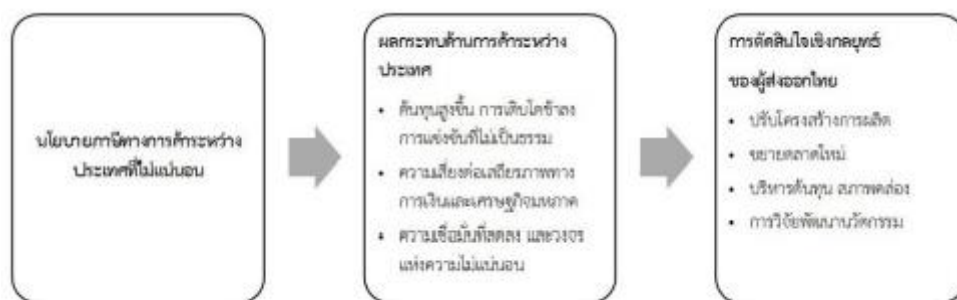 นโยบายภาษีทางการค้าระหว่าง
ประเทศที่ไม่แน่นอน
ผลกระทบด้านการค้าระหว่าง
ประเทศ
• ต้นทุนสูงขึ้น การเติบโตช้าลง
การแข่งขันที่ไม่เป็นธรรม
• ความเสี่ยงต่อเสถียรภาพทาง
การเงินและเศรษฐกิจมหภาค
• ความเชื่อมั่นที่ลดลง และวงจร
แห่งความไม่แน่นอน
การตัดสินใจเชิงกลยุทธ์
ของผู้ส่งออกไทย
• ปรับโครงสร้างการผลิต
• ขยายตลาดใหม่
• บริหารต้นทุน สภาพคล่อง
• การวิจัยพัฒนานวัตกรรม